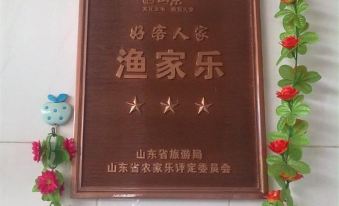 好客人家
渔家乐
山东省旅游局
山东省农家乐评定委员会